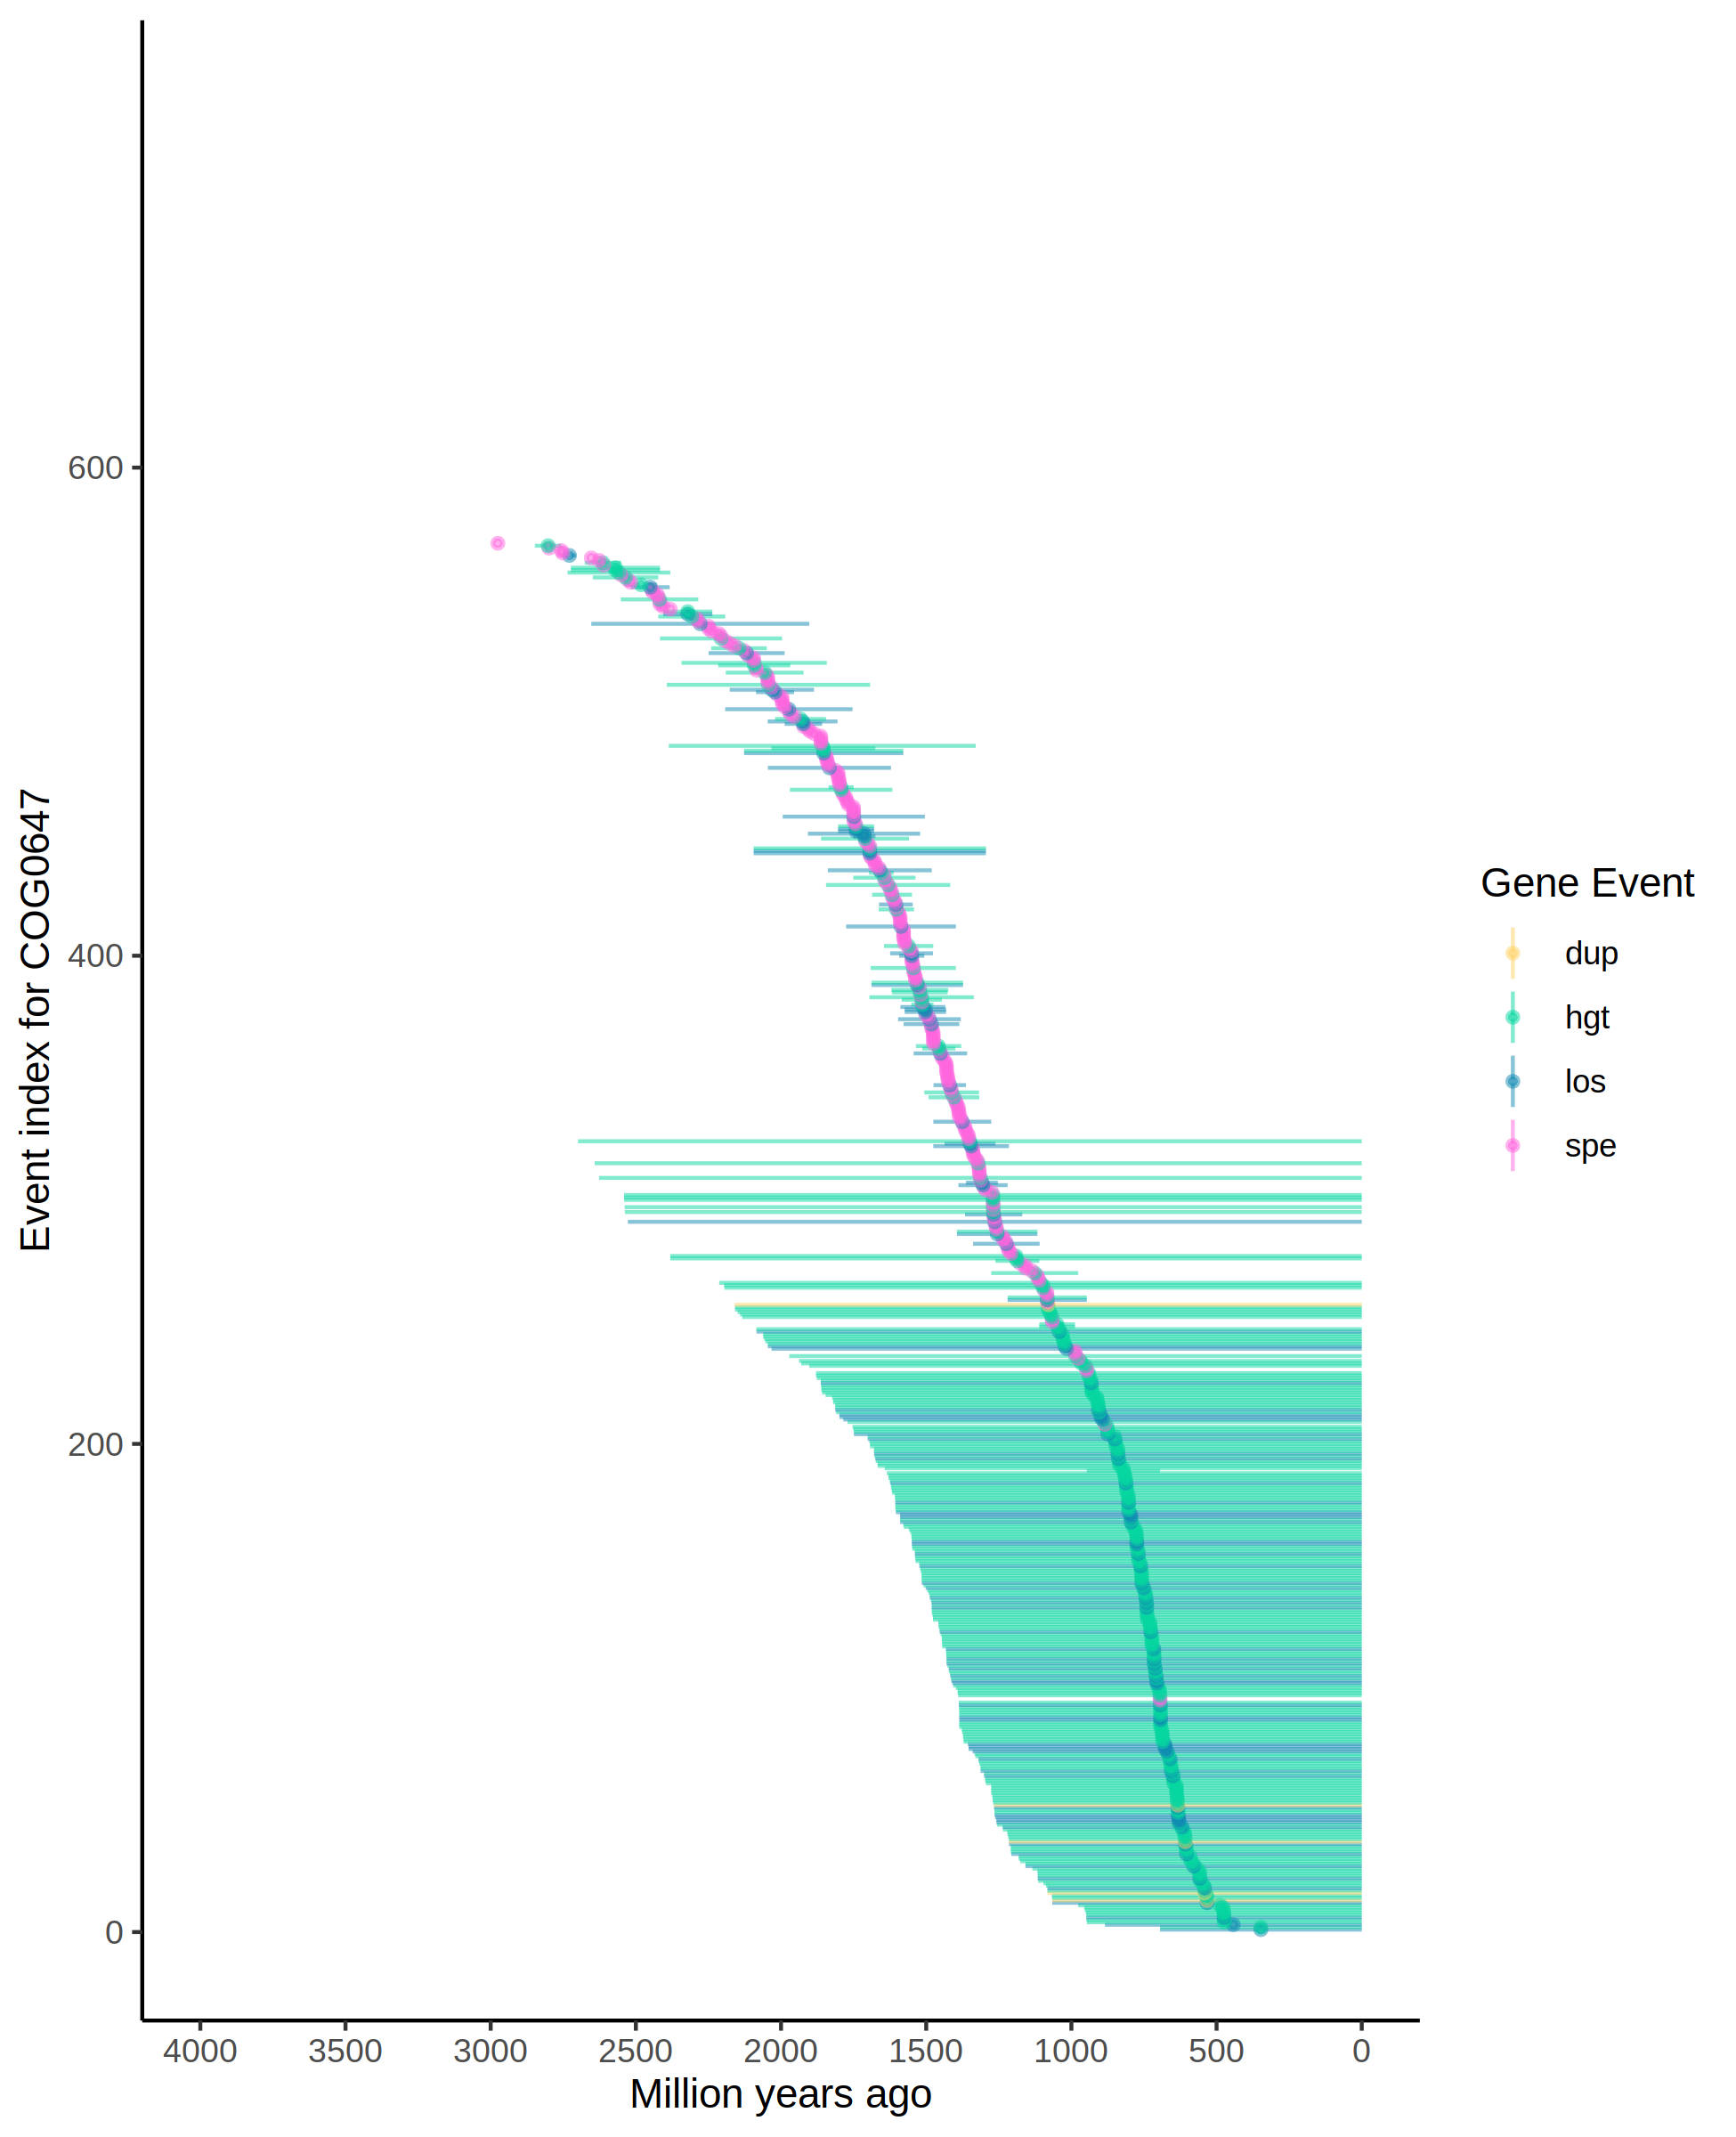 Event index for COG0647
600
400
200
0
4000 3500 3000 2500 2000 1500 1000 500 0
Million years ago
Gene Event
dup
hgt
los
spe